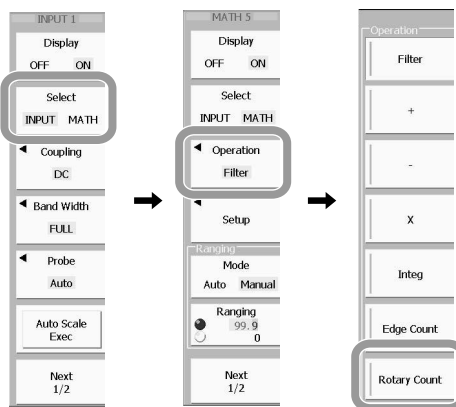 INPUT 1
Display
OFF ON
Select
INPUT MATH
Coupling
DC
Band Width
FULL
Probe
Auto
Auto Scale
Exec
Next
1/2
MATH 5
Display
OFF ON
Select
INPUT MATH
Operation
Filter
Setup
Ranging
Mode
Auto Manual
Ranging
99.9
0
Next
1/2
Operation
Filter
+
-
X
Integ
Edge Count
Rotary Count